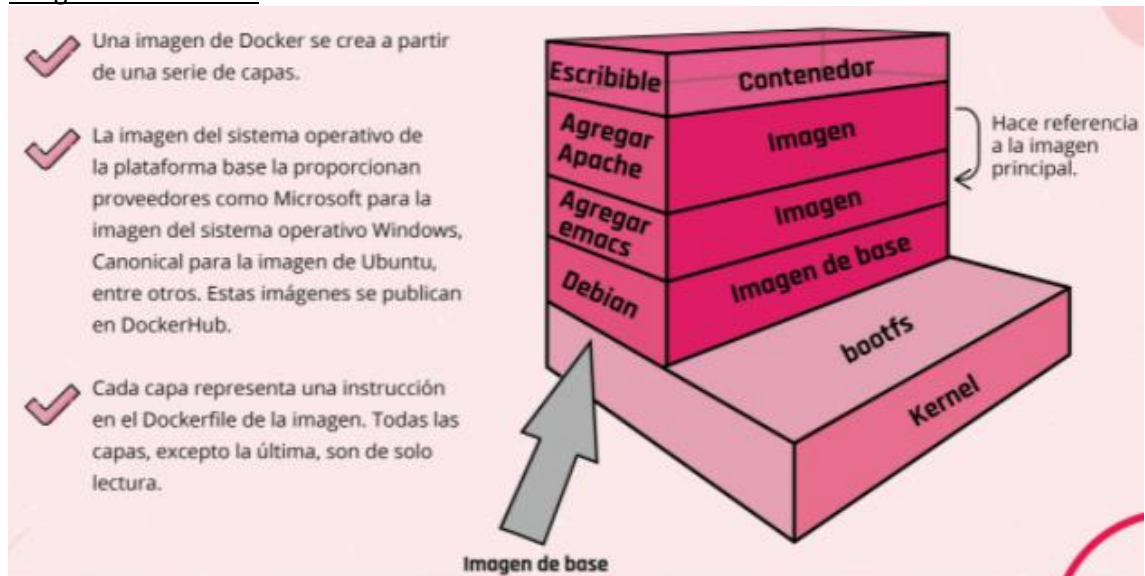 Una imagen de Docker se crea a partir
de una serie de capas.
La imagen del sistema operativo de
la plataforma base la proporcionan
proveedores como Microsoft para la
imagen del sistema operativo Windows,
Canonical para la imagen de Ubuntu,
entre otros. Estas imágenes se publican
en DockerHub.
Cada capa representa una instrucción
en el Dockerfile de la imagen. Todas las
capas, excepto la última, son de solo
lectura.
Escribible
Contenedor
Agregar
Apache
Imagen
Agregar
emacs
Imagen
Debian
Imagen de base
bootfs
Kernel
Hace referencia
a la imagen
principal.
Imagen de base